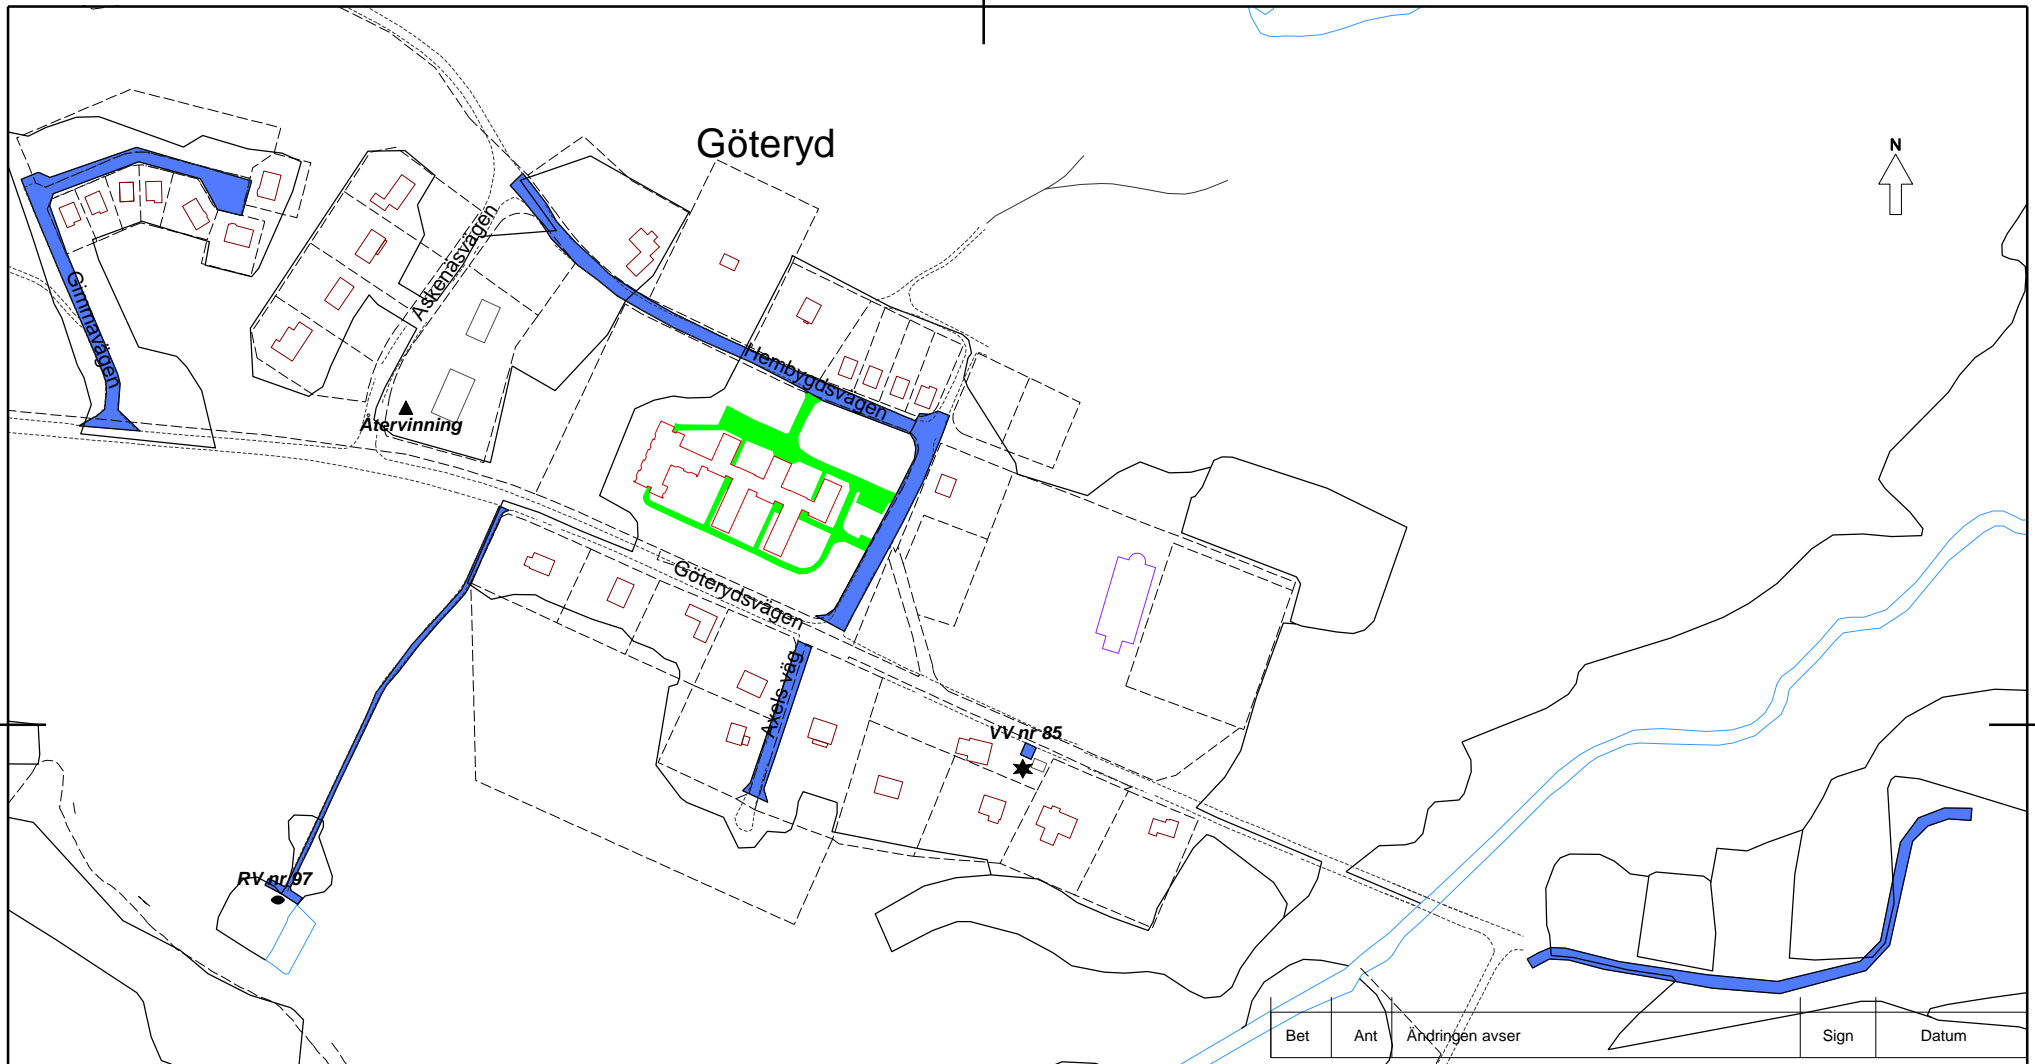 Göteryd
N
Askenäsvägen
Gimmavägen
Hembygdsvägen
Återvinning
Göterydsvägen
Axels väg
VV nr 85
RV nr 97
Bet Ant Ändringen avser Sign Datum